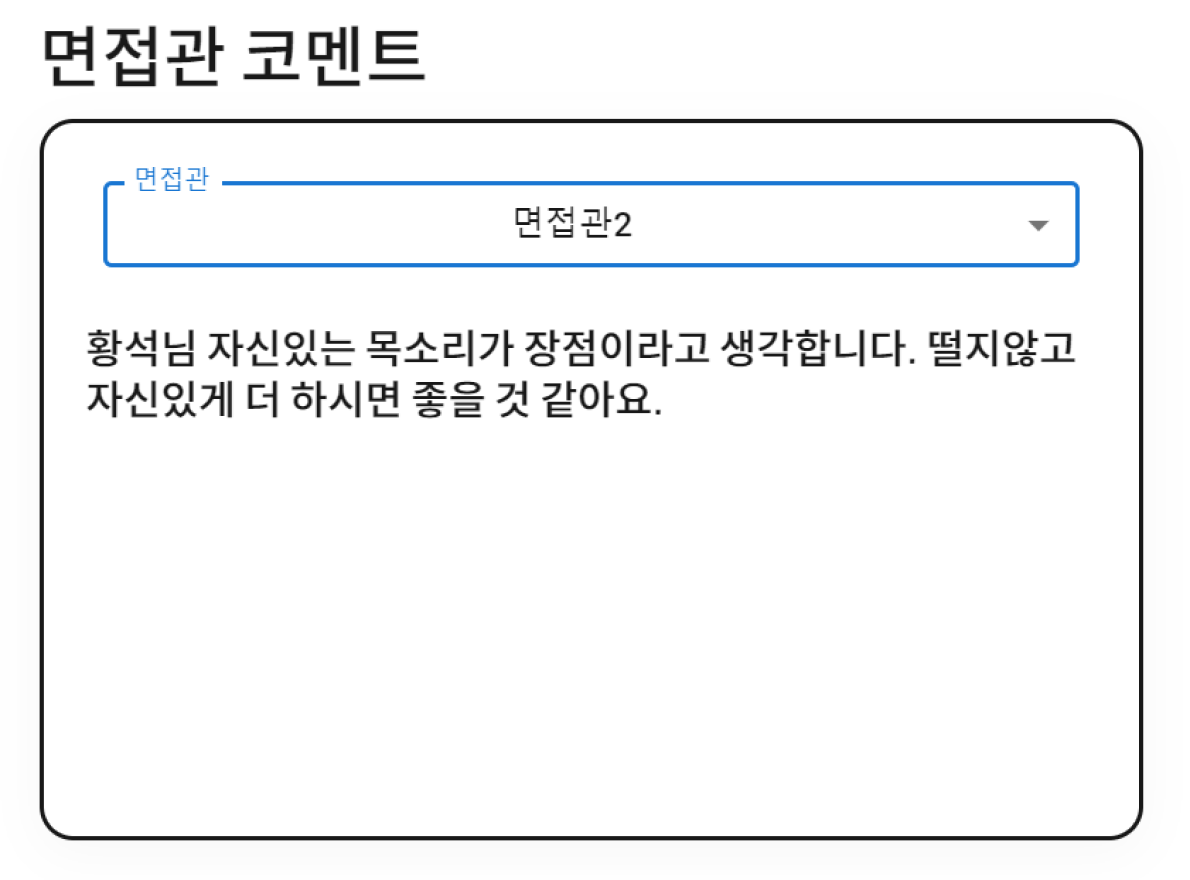 면접관 코멘트
면접관
면접관2
황석님 자신있는 목소리가 장점이라고 생각합니다. 떨지않고
자신있게 더 하시면 좋을 것 같아요.